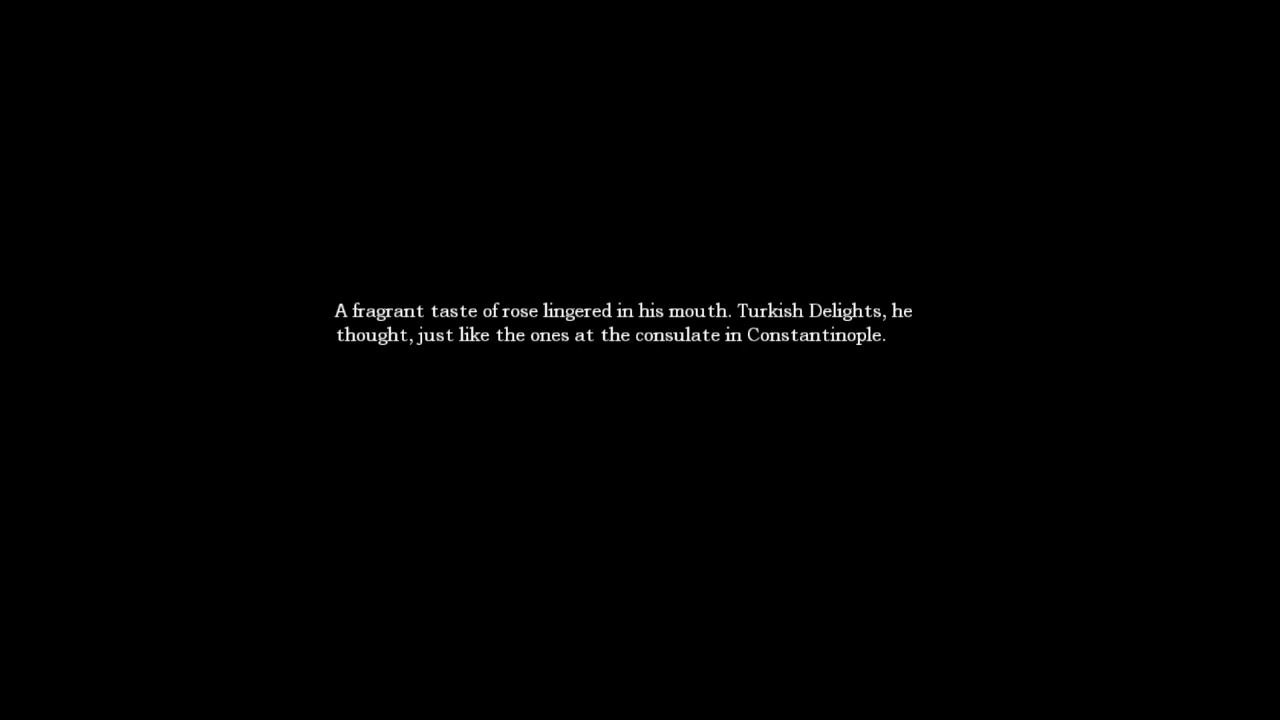 A fragrant taste of rose lingered in his mouth. Turkish Delights, he
thought, just like the ones at the consulate in Constantinople.